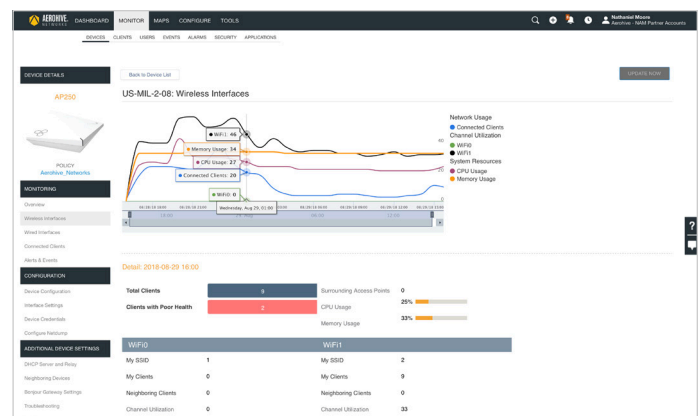 AEROHIVE NETWORKS DASHBOARD MONITOR MAPS CONFIGURE TOOLS Nathaniel Moore
Aerohive - NAM Partner Accounts
DEVICES CLIENTS USERS EVENTS ALARMS SECURITY APPLICATIONS
DEVICE DETAILS
Back to Device List
UPDATE NOW
AP250
US-MIL-2-08: Wireless Interfaces
Network Usage
Connected Clients
Channel Utilization
WiFi0
WiFi1
System Resources
CPU Usage
Memory Usage
WiFi1: 46
Memory Usage: 34
CPU Usage: 27
Connected Clients: 20
WiFi0: 0
Wednesday, Aug 29, 01:00
40
20
0
POLICY
Aerohive_Networks
MONITORING
Overview
Wireless Interfaces
Wired Interfaces
Connected Clients
Alerts & Events
CONFIGURATION
Device Configuration
Interface Settings
Device Credentials
Configure Netdump
ADDITIONAL DEVICE SETTINGS
DHCP Server and Relay
Neighboring Devices
Bonjour Gateway Settings
Troubleshooting
Detail: 2018-08-29 16:00
Total Clients 9 Surrounding Access Points 0
Clients with Poor Health 2 CPU Usage 25%
Memory Usage 33%
WiFi0 WiFi1
My SSID 1 My SSID 2
My Clients 0 My Clients 9
Neighboring Clients 0 Neighboring Clients 0
Channel Utilization 0 Channel Utilization 33
?